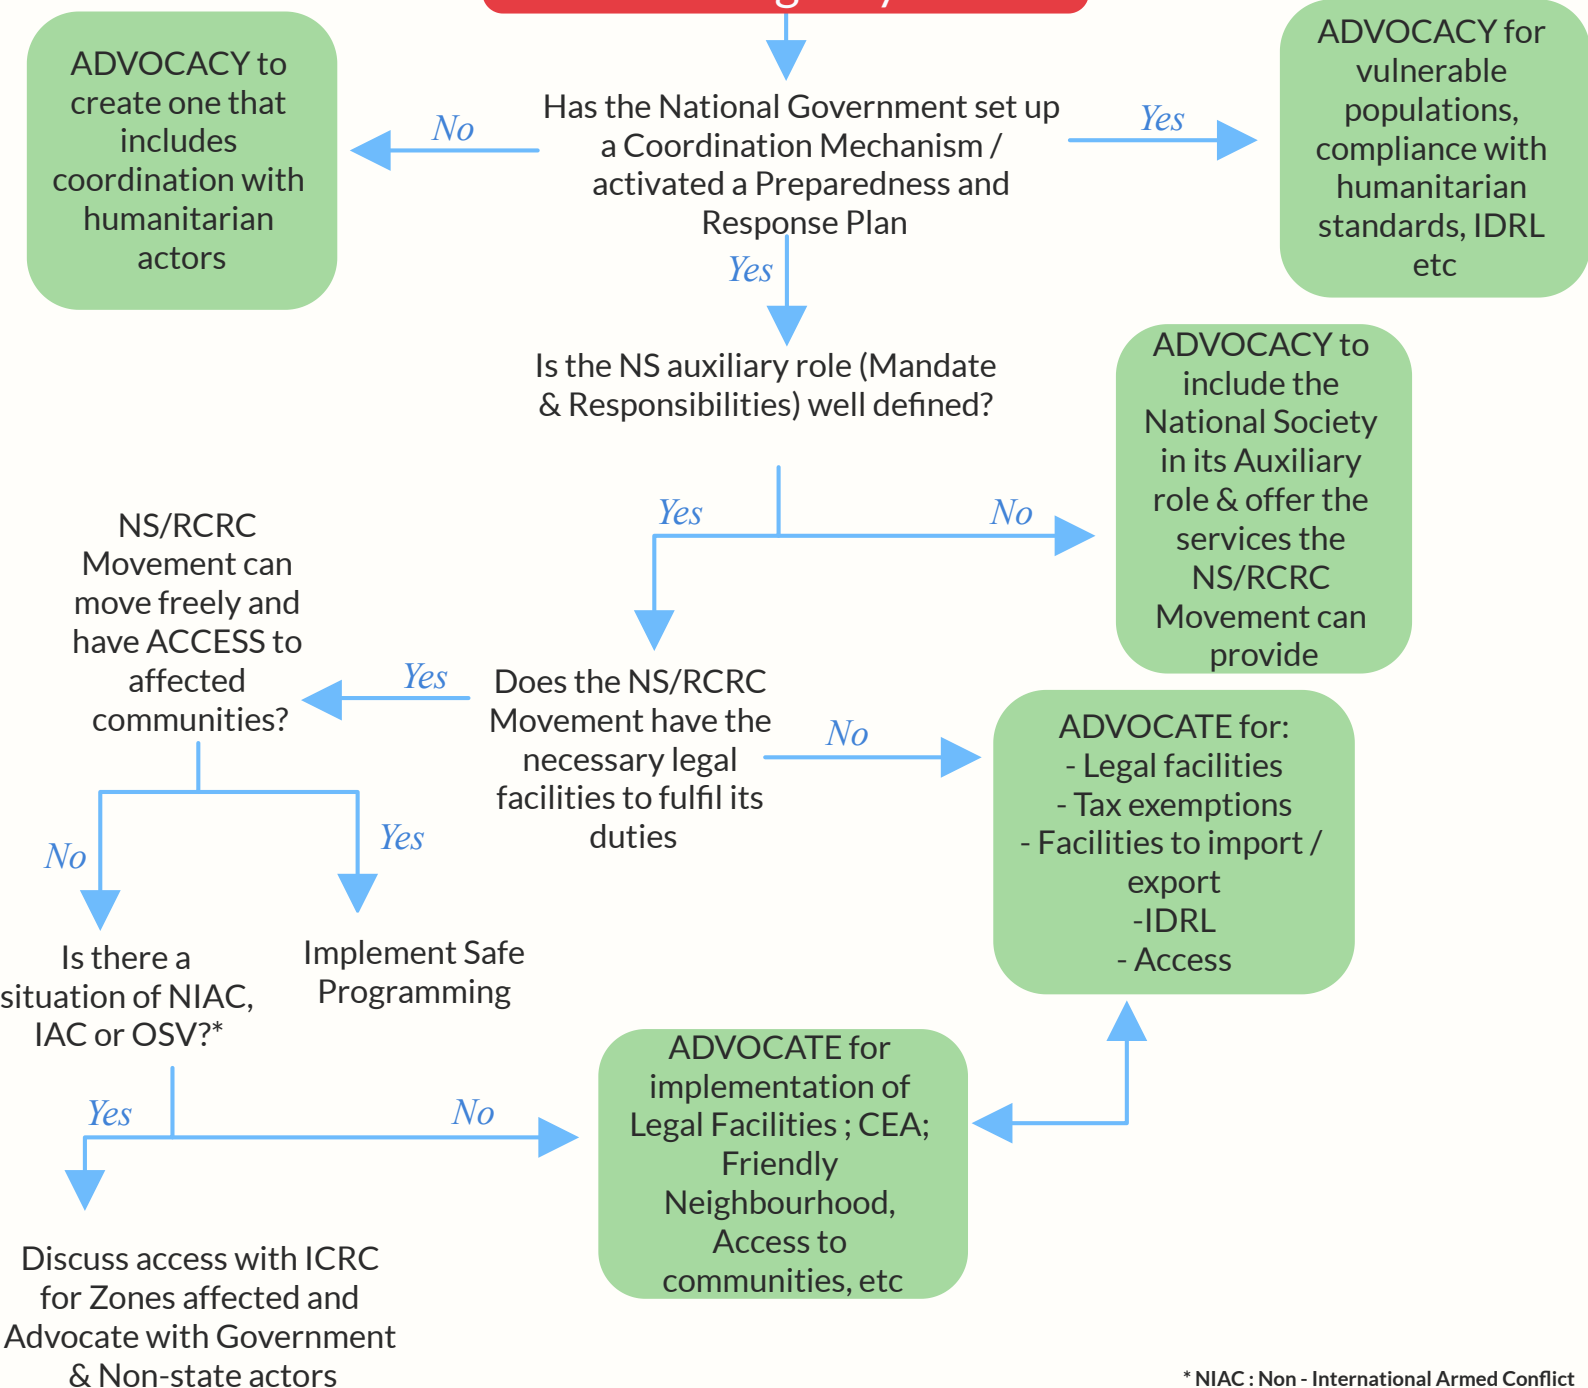 ADVOCACY to
create one that
includes
coordination with
humanitarian
actors
No
Has the National Government set up
a Coordination Mechanism /
activated a Preparedness and
Response Plan
Yes
ADVOCACY for
vulnerable
populations,
compliance with
humanitarian
standards, IDRL
etc
Yes
Is the NS auxiliary role (Mandate
& Responsibilities) well defined?
Yes
No
ADVOCACY to
include the
National Society
in its Auxiliary
role & offer the
services the
NS/RCRC
Movement can
provide
Does the NS/RCRC
Movement have the
necessary legal
facilities to fulfil its
duties
No
ADVOCATE for:
- Legal facilities
- Tax exemptions
- Facilities to import /
export
-IDRL
- Access
Yes
NS/RCRC
Movement can
move freely and
have ACCESS to
affected
communities?
No
Yes
Is there a
situation of NIAC,
IAC or OSV?*
Implement Safe
Programming
Yes
No
ADVOCATE for
implementation of
Legal Facilities ; CEA;
Friendly
Neighbourhood,
Access to
communities, etc
Discuss access with ICRC
for Zones affected and
Advocate with Government
& Non-state actors
* NIAC : Non - International Armed Conflict